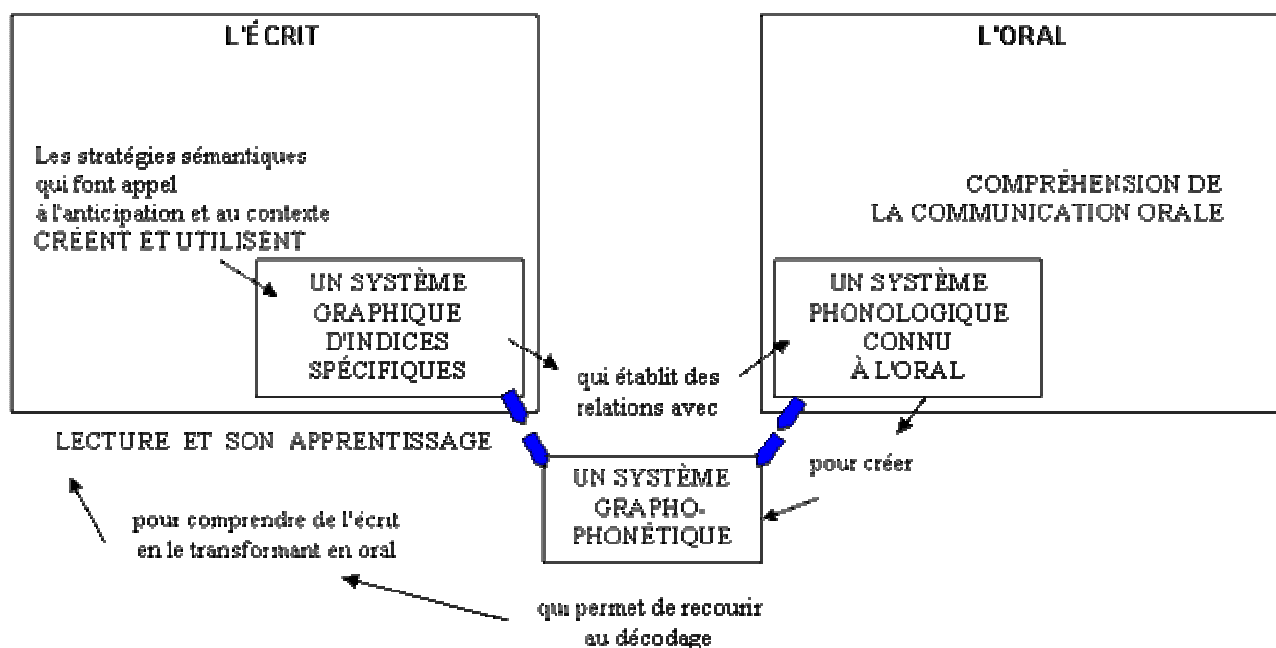 L'ÉCRIT
Les stratégies sémantiques
qui font appel
à l'anticipation et au contexte
CRÉENT ET UTILISENT
UN SYSTÈME
GRAPHIQUE
D'INDICES
SPÉCIFIQUES
L'ORAL
COMPRÉHENSION DE
LA COMMUNICATION ORALE
UN SYSTÈME
PHONOLOGIQUE
CONNU
À L'ORAL
qui établit des
relations avec
LECTURE ET SON APPRENTISSAGE
pour créer
UN SYSTÈME
GRAPHO-
PHONÉTIQUE
pour comprendre de l'écrit
en le transformant en oral
qui permet de recourir
au décodage